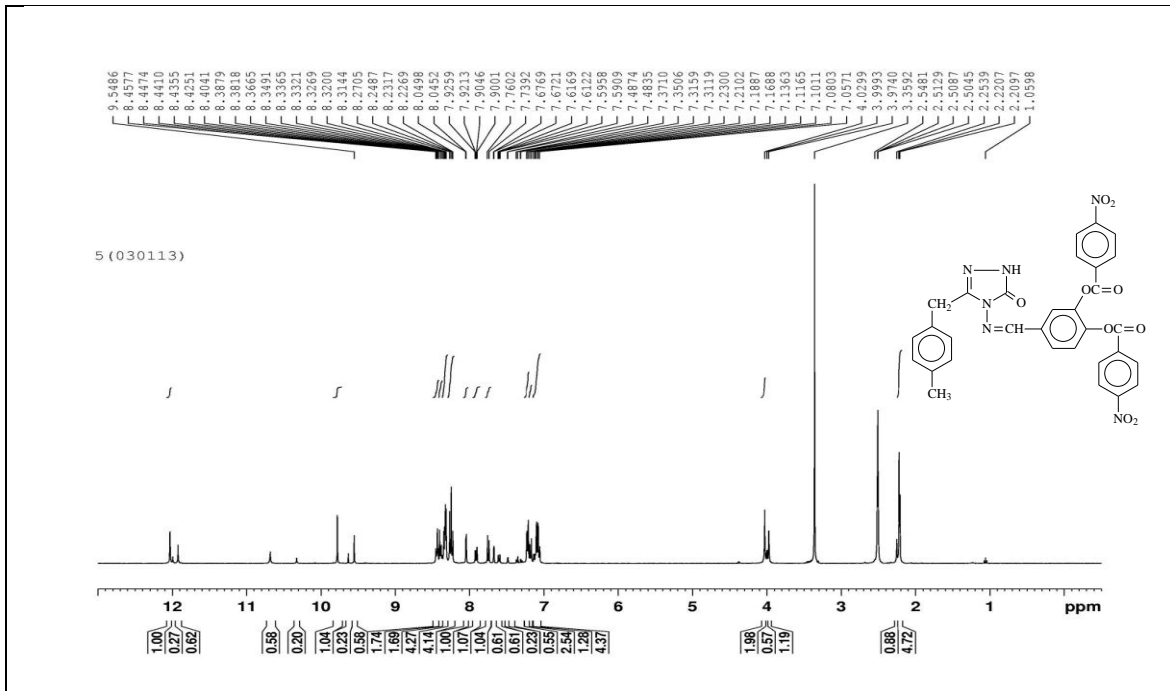 9.5486 8.4577 8.4474 8.4410 8.4355 8.4251 8.4041 8.3879 8.3818 8.3665 8.3491 8.3365 8.3321 8.3269 8.3200 8.3144 8.2705 8.2487 8.2317 8.2269 8.0498 8.0452 7.9259 7.9213 7.9046 7.9001 7.7602 7.7392 7.6769 7.6721 7.6169 7.6122 7.5958 7.5909 7.4874 7.4835 7.3710 7.3506 7.3159 7.3119 7.2300 7.2102 7.1887 7.1688 7.1363 7.1165 7.1011 7.0803 7.0571 4.0299 3.9993 3.9740 3.3592 2.5481 2.5129 2.5087 2.5045 2.2539 2.2207 2.2097 1.0598
5(030113)
NO2
N NH
CH2 N O
N=CH
OC=O
OC=O
CH3
NO2
12 11 10 9 8 7 6 5 4 3 2 1 ppm
1.00 0.27 0.62 0.58 0.20 1.04 0.23 0.58 1.74 1.69 4.27 4.14 1.00 1.07 1.04 0.61 0.61 0.23 0.55 2.54 1.28 4.37 1.98 0.57 1.19 0.88 4.72